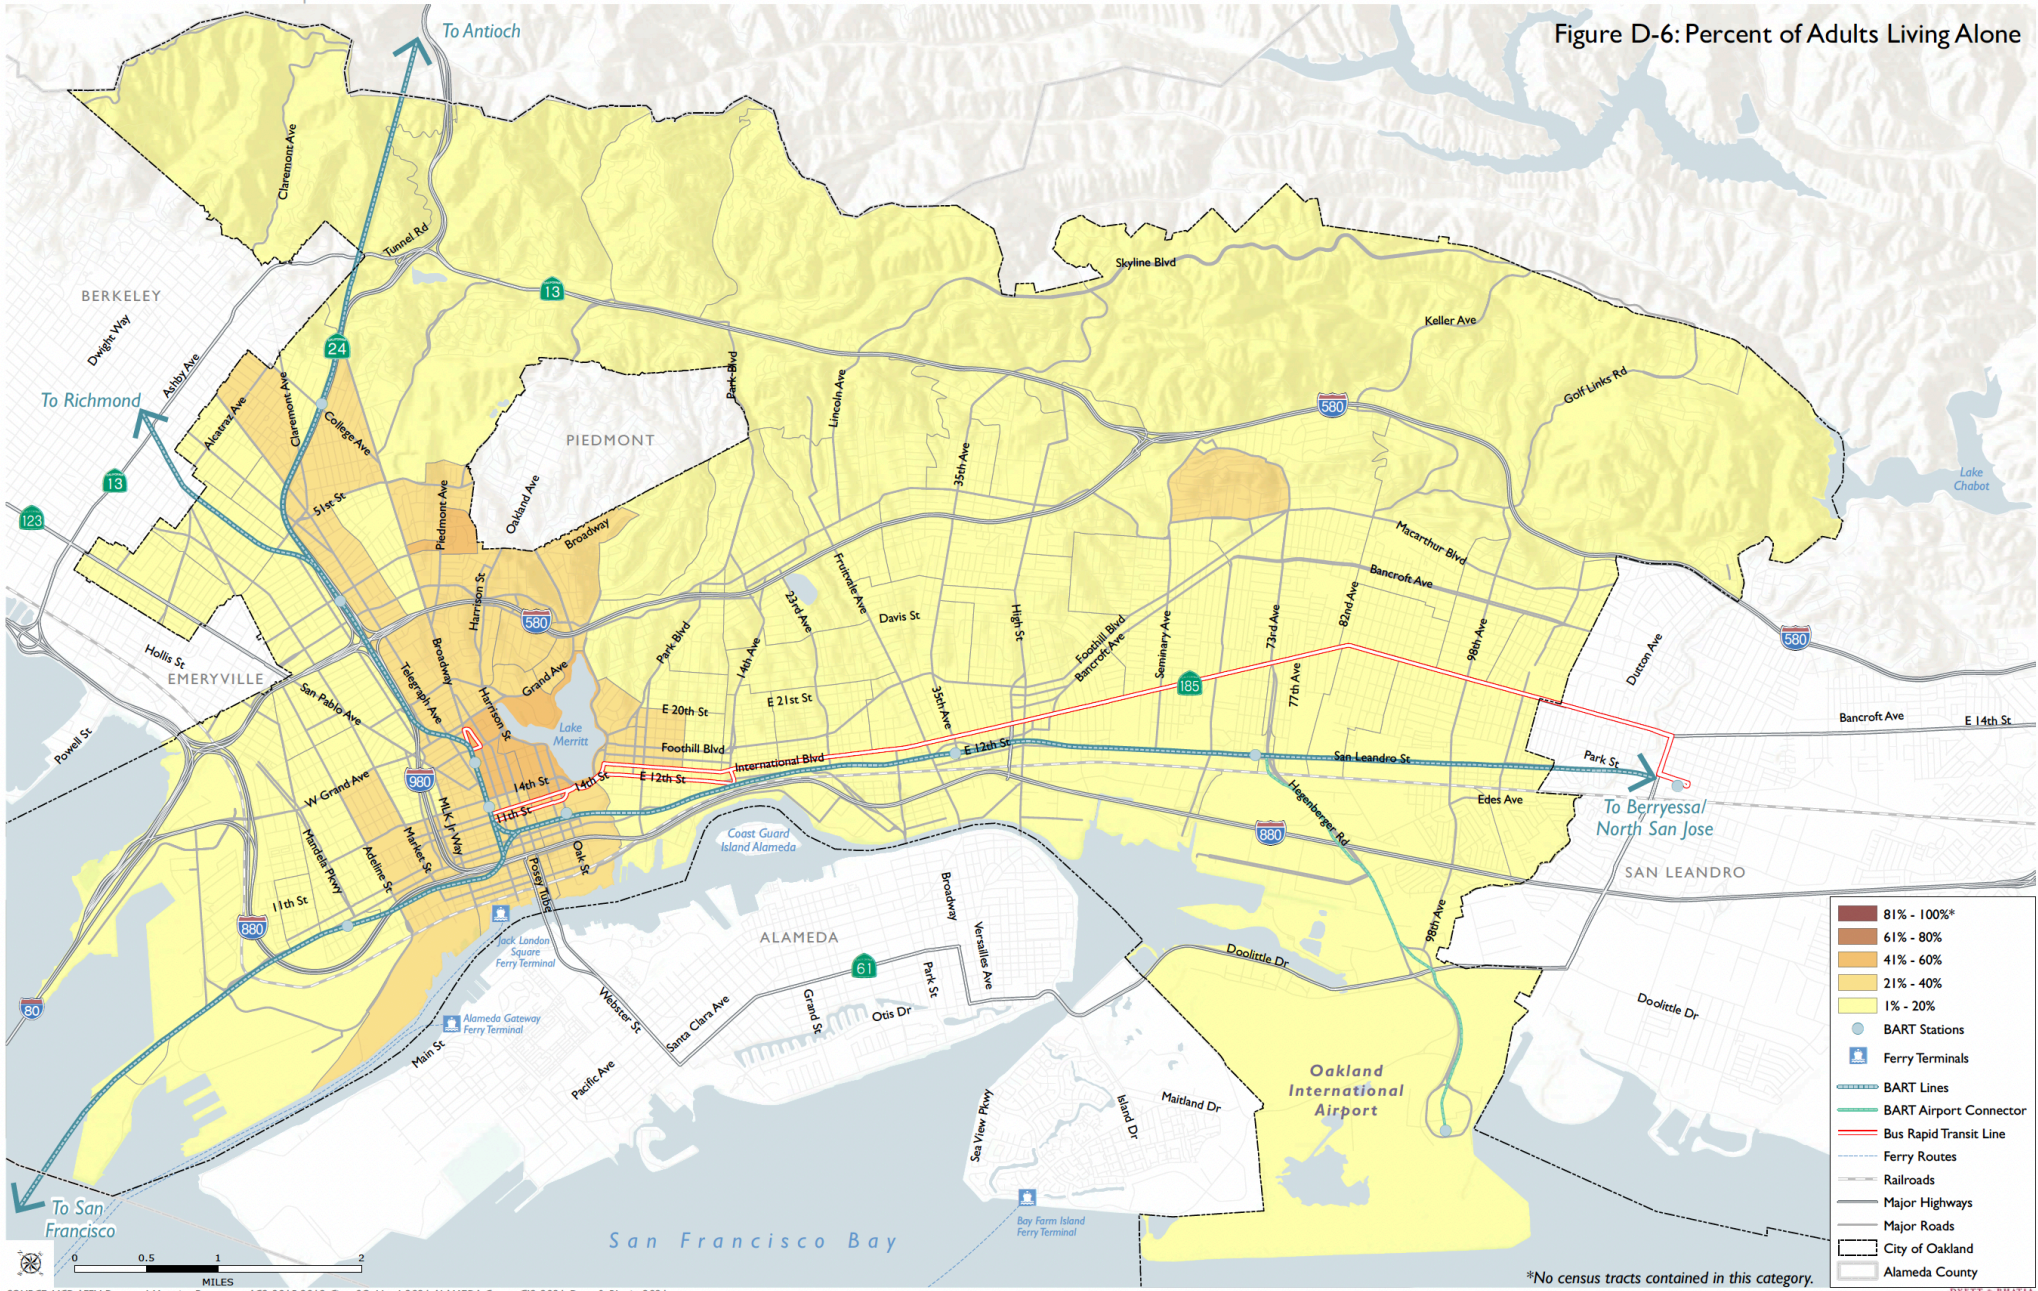 Figure D-6: Percent of Adults Living Alone
To Antioch
Claremont Ave
Tunnel Rd
13
Skyline Blvd
BERKELEY
Dwight Way
Ashby Ave
24
Keller Ave
Golf Links Rd
To Richmond
Alcatraz Ave
Claremont Ave
College Ave
Park Blvd
Lincoln Ave
580
PIEDMONT
35th Ave
Oakland Ave
Lake
Chabot
13
123
51st St
Piedmont Ave
Broadway
Macarthur Blvd
Bancroft Ave
Fruitvale Ave
23rd Ave
Davis St
High St
Foothill Blvd
Bancroft Ave
Seminary Ave
73rd Ave
82nd Ave
98th Ave
Dutton Ave
580
Harrison St
580
Hollis St
EMERYVILLE
Broadway
Park Blvd
14th Ave
Grand Ave
San Pablo Ave
Telegraph Ave
Harrison St
185
77th Ave
35th Ave
E 20th St
E 21st St
Lake
Merritt
Powell St
Foothill Blvd
International Blvd
E 12th St
Bancroft Ave
E 14th St
San Leandro St
Park St
E 12th St
14th St
14th St
11th St
980
W Grand Ave
MLK Jr Way
Market St
Adeline St
Mandela Pkwy
Hegenberger Rd
Edes Ave
To Berryessa/
North San Jose
880
SAN LEANDRO
Coast Guard
Island Alameda
Oak St
Posey Tube
11th St
880
Jack London
Square
Ferry Terminal
ALAMEDA
Broadway
Versailles Ave
61
Park St
Doolittle Dr
98th Ave
Doolittle Dr
80
Alameda Gateway
Ferry Terminal
Main St
Webster St
Santa Clara Ave
Grand St
Otis Dr
Pacific Ave
Oakland
International
Airport
Sea View Pkwy
Island Dr
Maitland Dr
To San
Francisco
Bay Farm Island
Ferry Terminal
San Francisco Bay
0 0.5 1 2
MILES
81% - 100%*
61% - 80%
41% - 60%
21% - 40%
1% - 20%
BART Stations
Ferry Terminals
BART Lines
BART Airport Connector
Bus Rapid Transit Line
Ferry Routes
Railroads
Major Highways
Major Roads
City of Oakland
Alameda County
*No census tracts contained in this category.